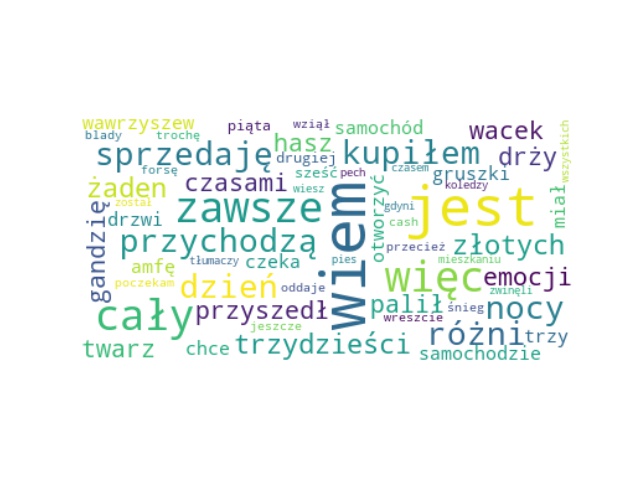 wawrzyszew piąta wziął samochód wacek wszystkich
blady trochę hasz
sprzedaję drugiej kupiłem drży
forsę sześć pech czasem gruszki
żaden czasami wiesz koledzy miał
został zawsze wiem otworzyć gdyni jest
gandzię drzwi cash
przychodzą przecież złotych
tłumaczy czeka pies mieszkaniu
amfę więc emocji
poczekam dzień oddaje zwinęli
cały przyszedł palił śnieg nocy
jeszcze wreszcie różni trzy
twarz chce trzydzieści samochodzie